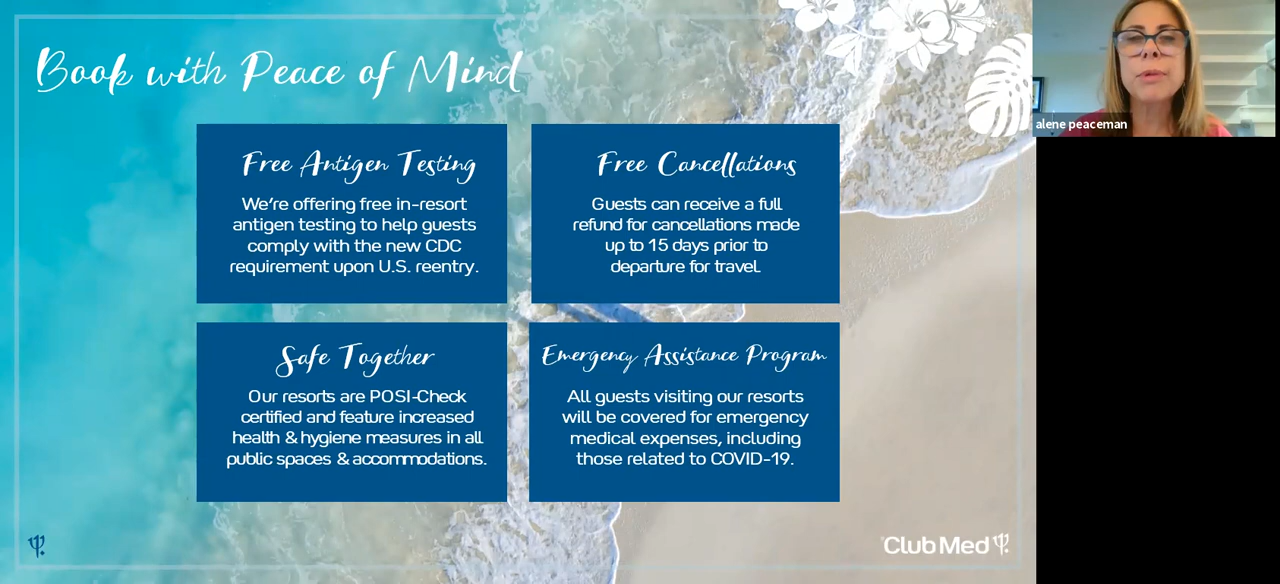 Book with Peace of Mind
Free Antigen Testing
We're offering free in-resort
antigen testing to help guests
comply with the new CDC
requirement upon U.S. reentry.
Free Cancellations
Guests can receive a full
refund for cancellations made
up to 15 days prior to
departure for travel.
Safe Together
Our resorts are POSI-Check
certified and feature increased
health & hygiene measures in all
public spaces & accommodations.
Emergency Assistance Program
All guests visiting our resorts
will be covered for emergency
medical expenses, including
those related to COVID-19.
Club Med
alene peaceman